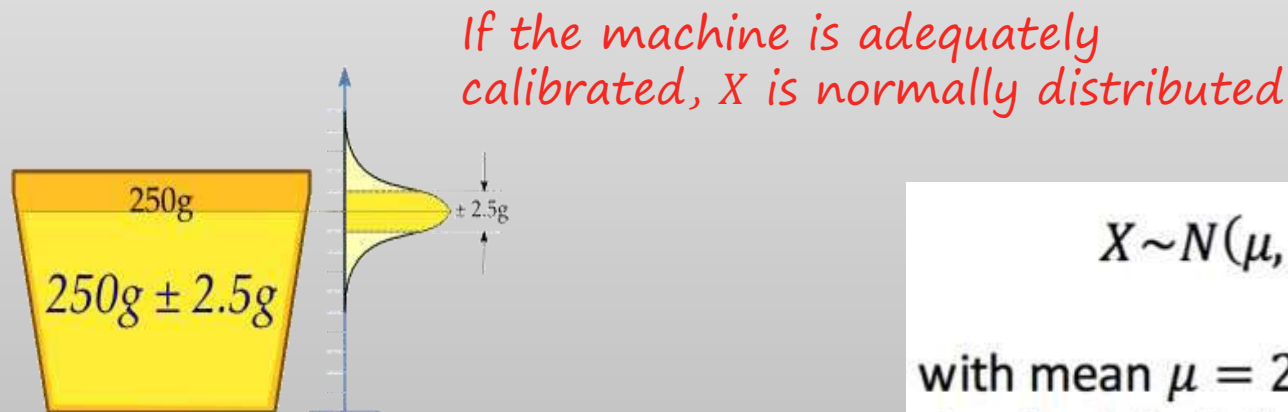 If the machine is adequately
calibrated, X is normally distributed
250g
± 2.5g
250g ± 2.5g
X~N(μ,
with mean μ = 2